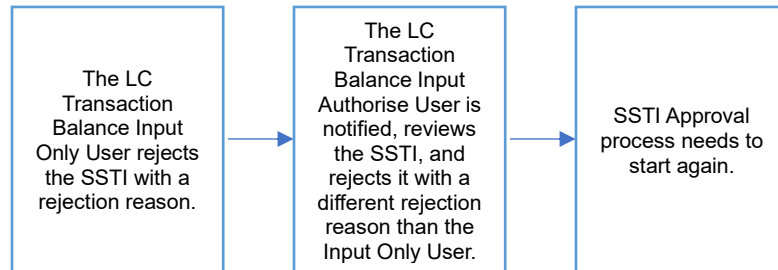 The LC
Transaction
Balance Input
Only User rejects
the SSTI with a
rejection reason.
The LC
Transaction
Balance Input
Authorise User is
notified, reviews
the SSTI, and
rejects it with a
different rejection
reason than the
Input Only User.
SSTI Approval
process needs to
start again.